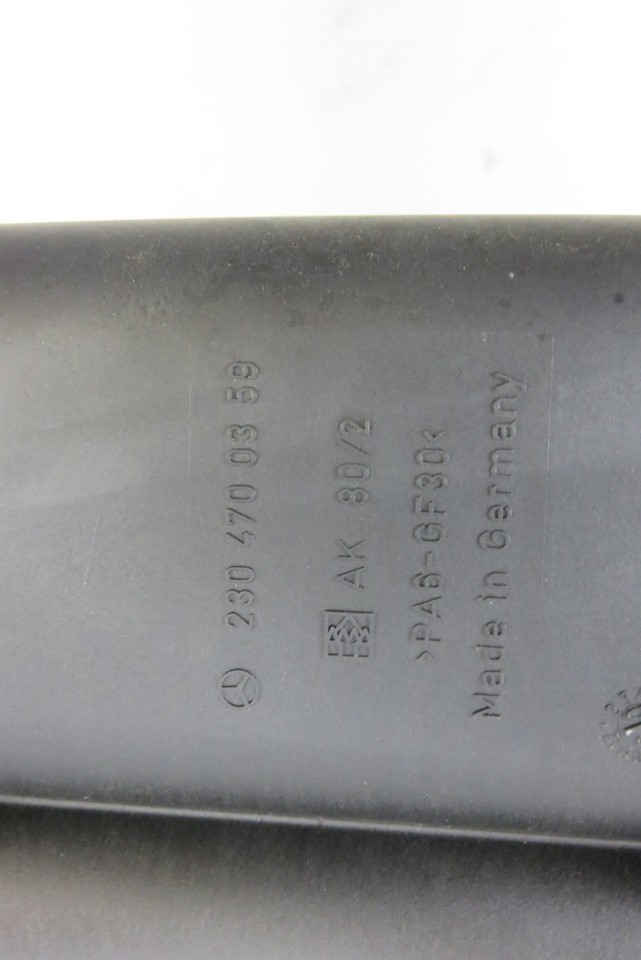 230 470 03 59
AK 80/2
>PA6-GF30<
Made in Germany